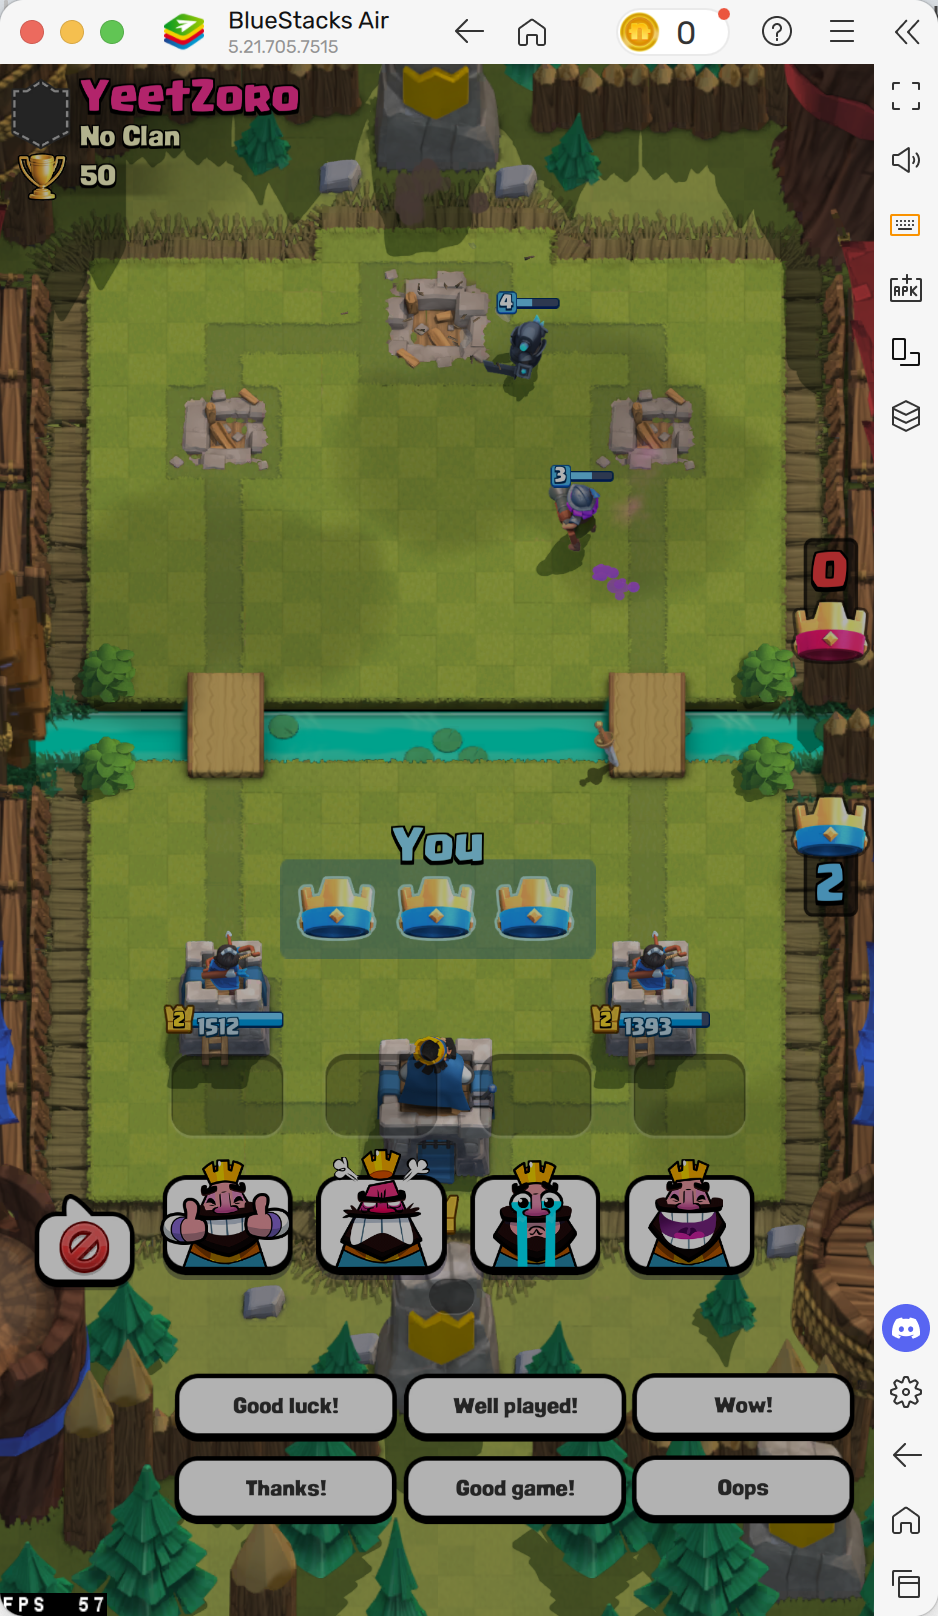 BlueStacks Air
5.21.705.7515
0
YeetZoro
No Clan
50
APK
4
3
0
You
2
2 1512
2 1393
Good luck!
Well played!
Wow!
Thanks!
Good game!
Oops
FPS 57